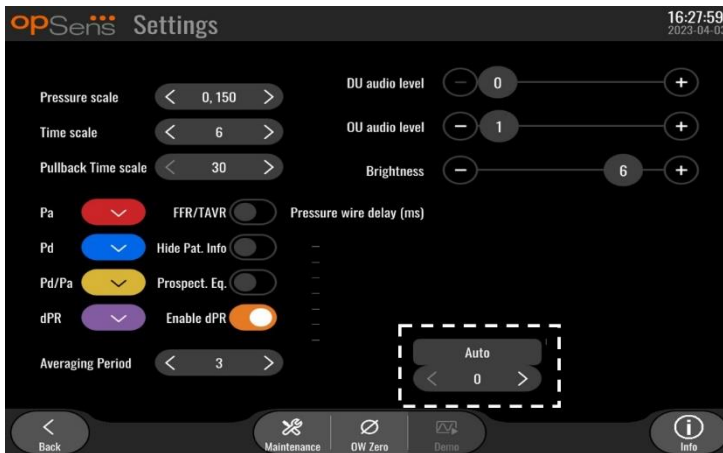 opSens Settings
16:27:59
2023-04-03
Pressure scale < 0, 150 >
Time scale < 6 >
Pullback Time scale < 30 >
DU audio level − 0 +
OU audio level − 1 +
Brightness − 6 +
Pa FFR/TAVR Pressure wire delay (ms)
Pd Hide Pat. Info
Pd/Pa Prospect. Eq.
dPR Enable dPR
Averaging Period < 3 >
Auto
< 0 >
Back
Maintenance
OW Zero
Demo
Info